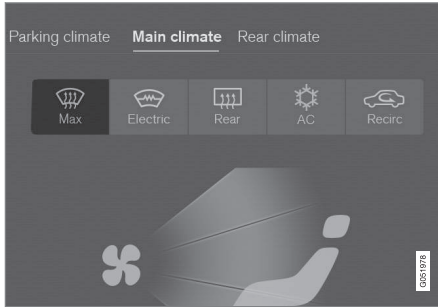 Parking climate Main climate Rear climate
Max Electric Rear AC Recirc
G051978